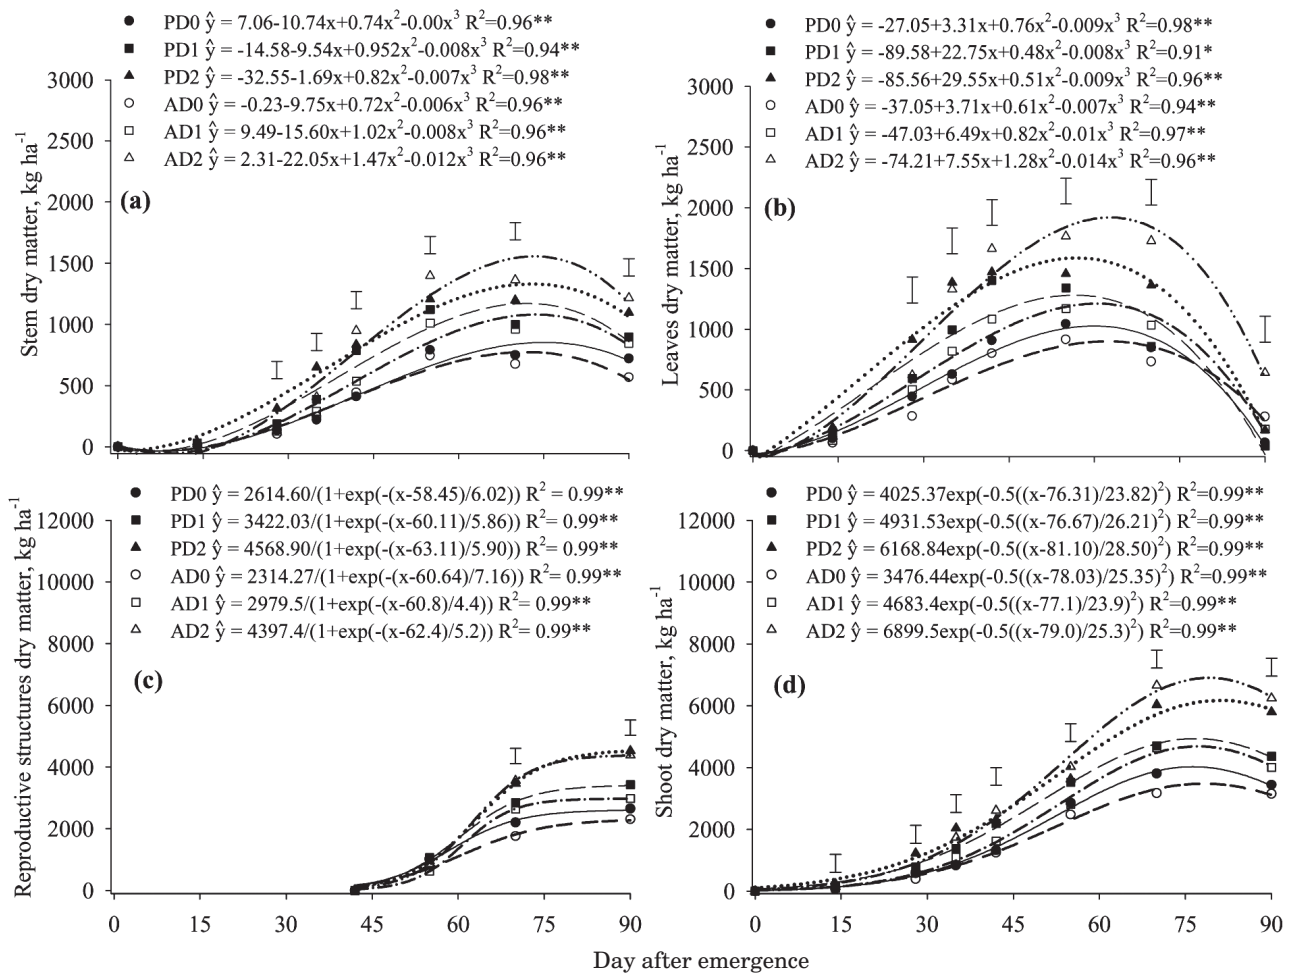 PD0 ŷ = 7.06-10.74x+0.74x²-0.00x³ R²=0.96**
PD1 ŷ = -14.58-9.54x+0.952x²-0.008x³ R²=0.94**
PD2 ŷ = -32.55-1.69x+0.82x²-0.007x³ R²=0.98**
AD0 ŷ = -0.23-9.75x+0.72x²-0.006x³ R²=0.96**
AD1 ŷ = 9.49-15.60x+1.02x²-0.008x³ R²=0.96**
AD2 ŷ = 2.31-22.05x+1.47x²-0.012x³ R²=0.96**
(a)
Stem dry matter, kg ha⁻¹
3000
2500
2000
1500
1000
500
0
PD0 ŷ = -27.05+3.31x+0.76x²-0.009x³ R²=0.98**
PD1 ŷ = -89.58+22.75x+0.48x²-0.008x³ R²=0.91*
PD2 ŷ = -85.56+29.55x+0.51x²-0.009x³ R²=0.96**
AD0 ŷ = -37.05+3.71x+0.61x²-0.007x³ R²=0.94**
AD1 ŷ = -47.03+6.49x+0.82x²-0.01x³ R²=0.97**
AD2 ŷ = -74.21+7.55x+1.28x²-0.014x³ R²=0.96**
(b)
Leaves dry matter, kg ha⁻¹
3000
2500
2000
1500
1000
500
0
PD0 ŷ = 2614.60/(1+exp(-(x-58.45)/6.02)) R² = 0.99**
PD1 ŷ = 3422.03/(1+exp(-(x-60.11)/5.86)) R²= 0.99**
PD2 ŷ = 4568.90/(1+exp(-(x-63.11)/5.90)) R²= 0.99**
AD0 ŷ = 2314.27/(1+exp(-(x-60.64)/7.16)) R²= 0.99**
AD1 ŷ = 2979.5/(1+exp(-(x-60.8)/4.4)) R²= 0.99**
AD2 ŷ = 4397.4/(1+exp(-(x-62.4)/5.2)) R²= 0.99**
(c)
Reproductive structures dry matter, kg ha⁻¹
12000
10000
8000
6000
4000
2000
0
0 15 30 45 60 75 90
PD0 ŷ = 4025.37exp(-0.5((x-76.31)/23.82)²) R²=0.99**
PD1 ŷ = 4931.53exp(-0.5((x-76.67)/26.21)²) R²=0.99**
PD2 ŷ = 6168.84exp(-0.5((x-81.10)/28.50)²) R²=0.99**
AD0 ŷ = 3476.44exp(-0.5((x-78.03)/25.35)²) R²=0.99**
AD1 ŷ = 4683.4exp(-0.5((x-77.1)/23.9)²) R²=0.99**
AD2 ŷ = 6899.5exp(-0.5((x-79.0)/25.3)²) R²=0.99**
(d)
Shoot dry matter, kg ha⁻¹
12000
10000
8000
6000
4000
2000
0
0 15 30 45 60 75 90
Day after emergence